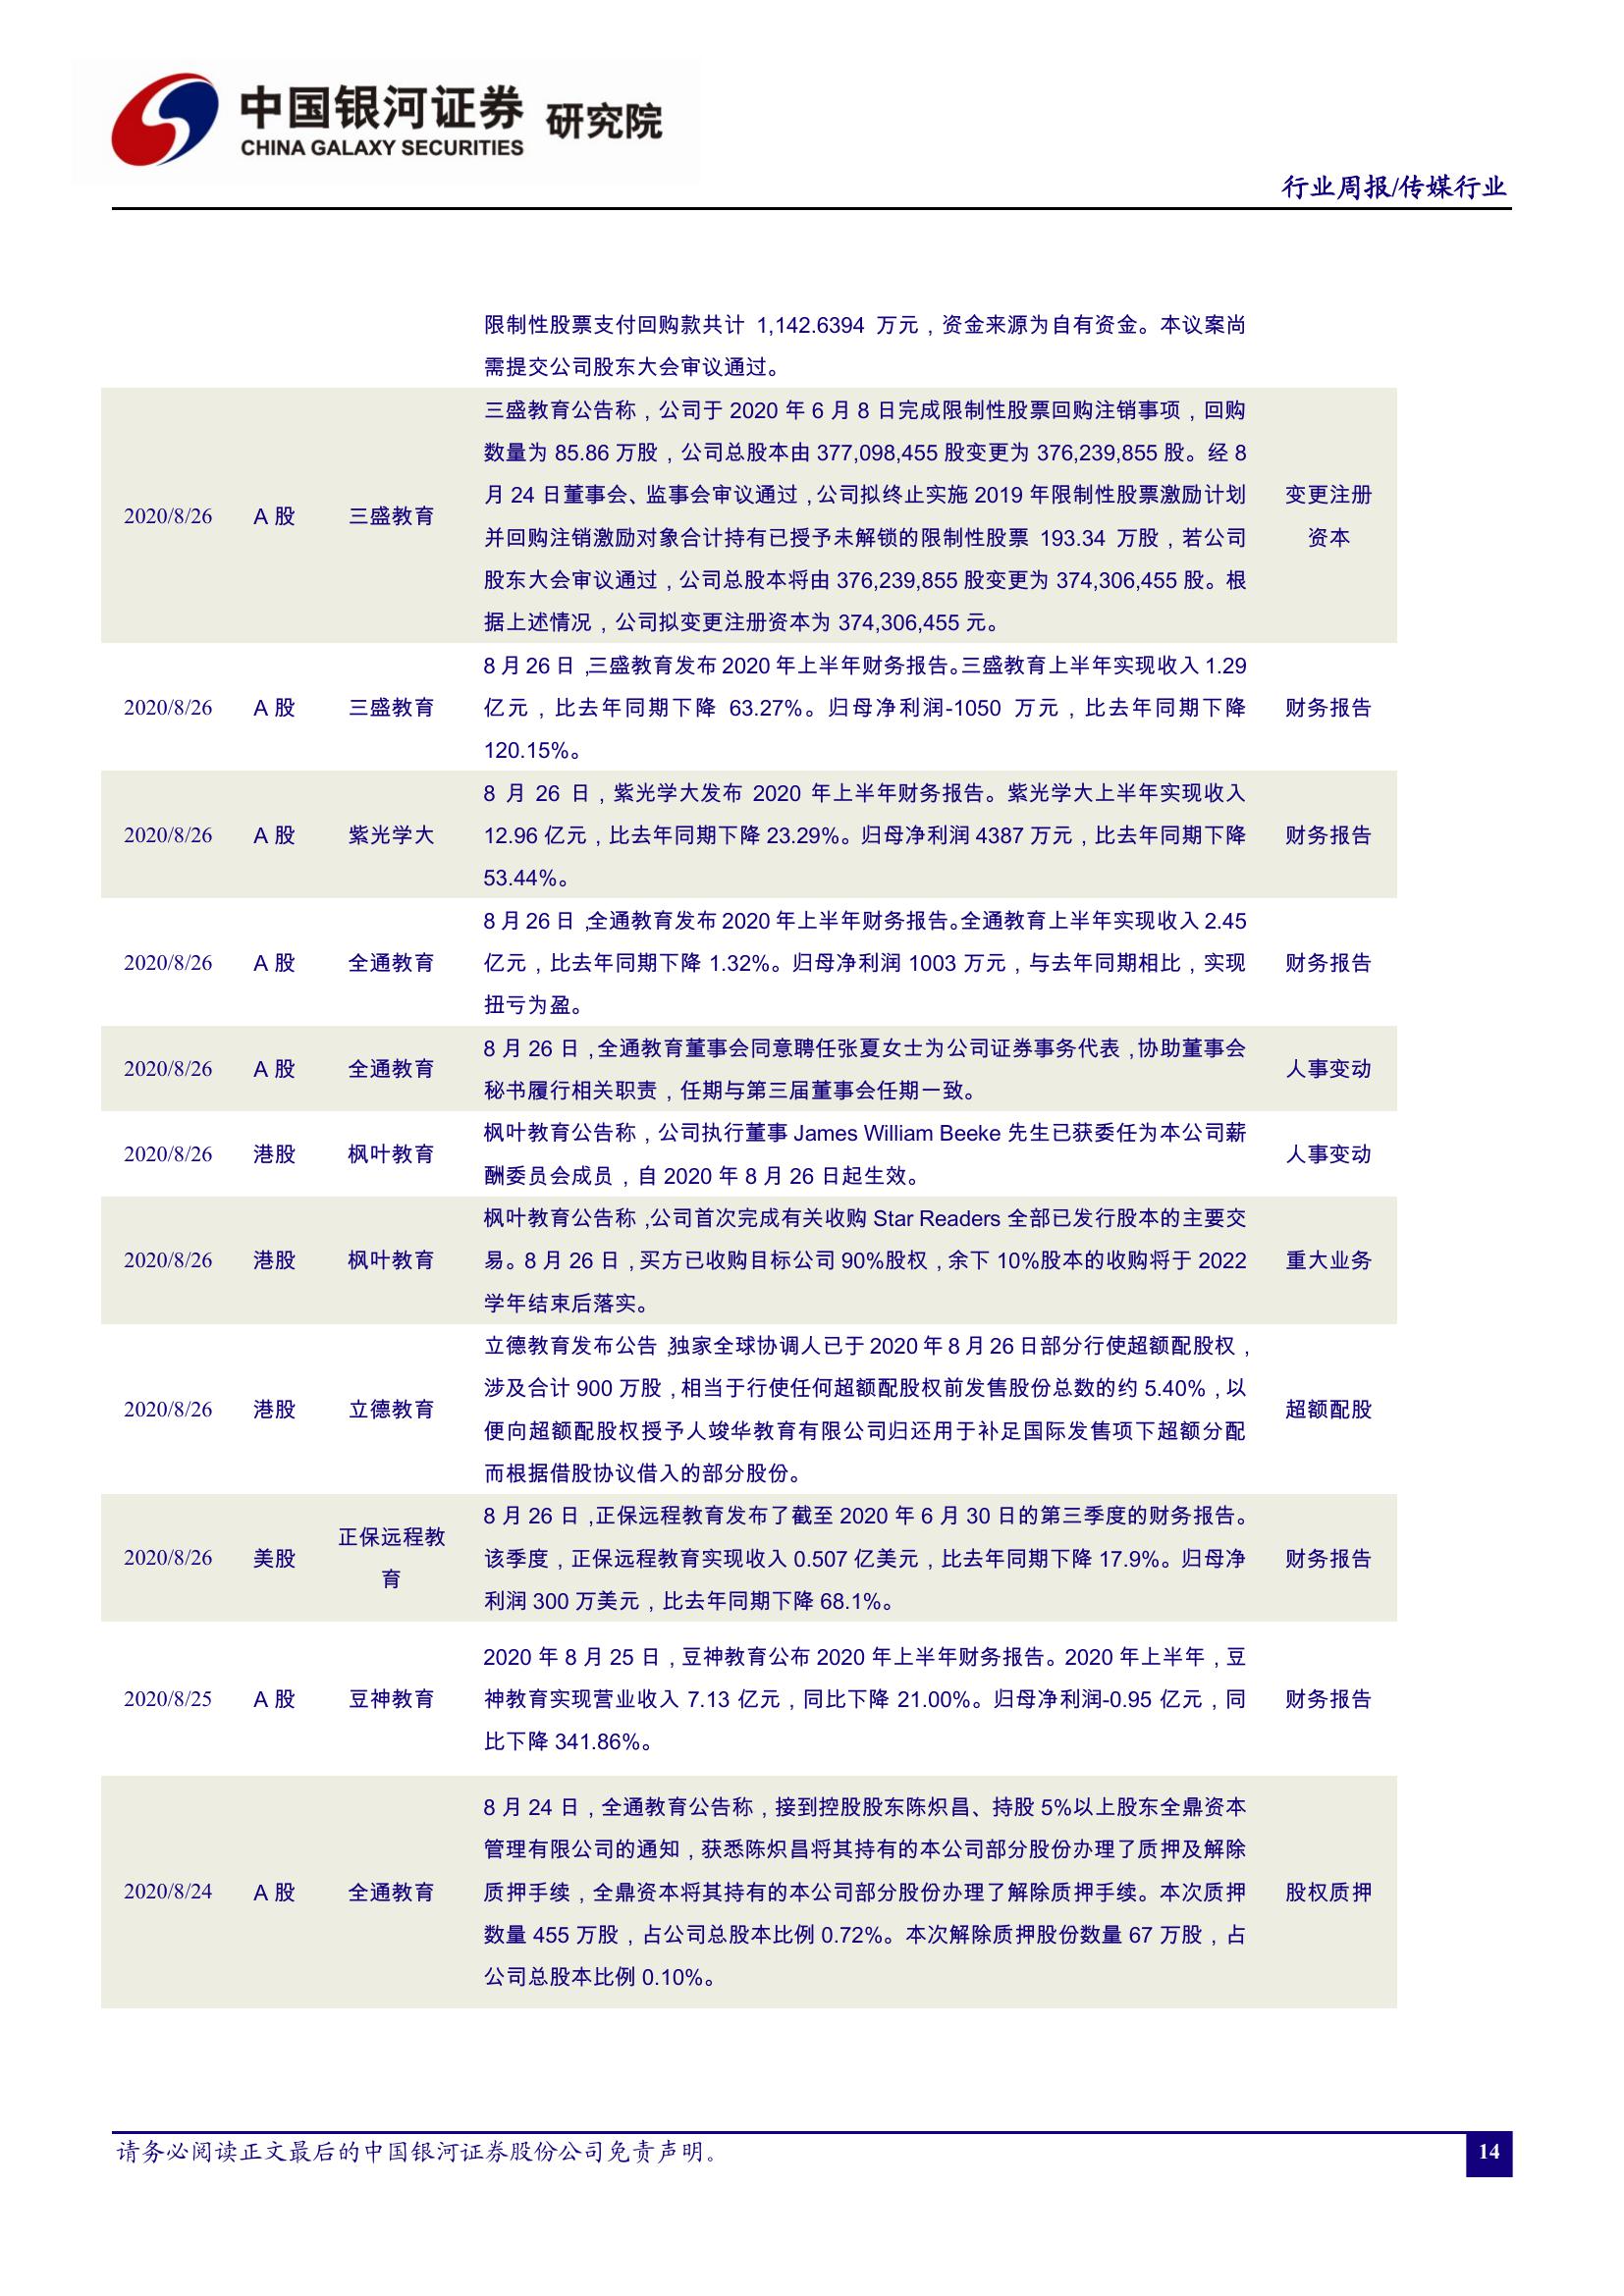 中国银河证券 研究院
CHINA GALAXY SECURITIES
行业周报/传媒行业
限制性股票支付回购款共计 1,142.6394 万元，资金来源为自有资金。本议案尚
需提交公司股东大会审议通过。
三盛教育公告称，公司于 2020 年 6 月 8 日完成限制性股票回购注销事项，回购
数量为 85.86 万股，公司总股本由 377,098,455 股变更为 376,239,855 股。经 8
月 24 日董事会、监事会审议通过，公司拟终止实施 2019 年限制性股票激励计划
并回购注销激励对象合计持有已授予未解锁的限制性股票 193.34 万股，若公司
股东大会审议通过，公司总股本将由 376,239,855 股变更为 374,306,455 股。根
据上述情况，公司拟变更注册资本为 374,306,455 元。
2020/8/26 A 股 三盛教育
变更注册
资本
8 月 26 日，三盛教育发布 2020 年上半年财务报告。三盛教育上半年实现收入 1.29
亿元，比去年同期下降 63.27%。归母净利润-1050 万元，比去年同期下降
120.15%。
2020/8/26 A 股 三盛教育
财务报告
8 月 26 日，紫光学大发布 2020 年上半年财务报告。紫光学大上半年实现收入
12.96 亿元，比去年同期下降 23.29%。归母净利润 4387 万元，比去年同期下降
53.44%。
2020/8/26 A 股 紫光学大
财务报告
8 月 26 日，全通教育发布 2020 年上半年财务报告。全通教育上半年实现收入 2.45
亿元，比去年同期下降 1.32%。归母净利润 1003 万元，与去年同期相比，实现
扭亏为盈。
2020/8/26 A 股 全通教育
财务报告
8 月 26 日，全通教育董事会同意聘任张夏女士为公司证券事务代表，协助董事会
秘书履行相关职责，任期与第三届董事会任期一致。
2020/8/26 A 股 全通教育
人事变动
枫叶教育公告称，公司执行董事 James William Beeke 先生已获委任为本公司薪
酬委员会成员，自 2020 年 8 月 26 日起生效。
2020/8/26 港股 枫叶教育
人事变动
枫叶教育公告称，公司首次完成有关收购 Star Readers 全部已发行股本的主要交
易。8 月 26 日，买方已收购目标公司 90%股权，余下 10%股本的收购将于 2022
学年结束后落实。
2020/8/26 港股 枫叶教育
重大业务
立德教育发布公告，独家全球协调人已于 2020 年 8 月 26 日部分行使超额配股权，
涉及合计 900 万股，相当于行使任何超额配股权前发售股份总数的约 5.40%，以
便向超额配股权授予人竣华教育有限公司归还用于补足国际发售项下超额分配
而根据借股协议借入的部分股份。
2020/8/26 港股 立德教育
超额配股
8 月 26 日，正保远程教育发布了截至 2020 年 6 月 30 日的第三季度的财务报告。
该季度，正保远程教育实现收入 0.507 亿美元，比去年同期下降 17.9%。归母净
利润 300 万美元，比去年同期下降 68.1%。
2020/8/26 美股
正保远程教
育
财务报告
2020 年 8 月 25 日，豆神教育公布 2020 年上半年财务报告。2020 年上半年，豆
神教育实现营业收入 7.13 亿元，同比下降 21.00%。归母净利润-0.95 亿元，同
比下降 341.86%。
2020/8/25 A 股 豆神教育
财务报告
8 月 24 日，全通教育公告称，接到控股股东陈炽昌、持股 5%以上股东全鼎资本
管理有限公司的通知，获悉陈炽昌将其持有的本公司部分股份办理了质押及解除
质押手续，全鼎资本将其持有的本公司部分股份办理了解除质押手续。本次质押
数量 455 万股，占公司总股本比例 0.72%。本次解除质押股份数量 67 万股，占
公司总股本比例 0.10%。
2020/8/24 A 股 全通教育
股权质押
请务必阅读正文最后的中国银河证券股份公司免责声明。
14